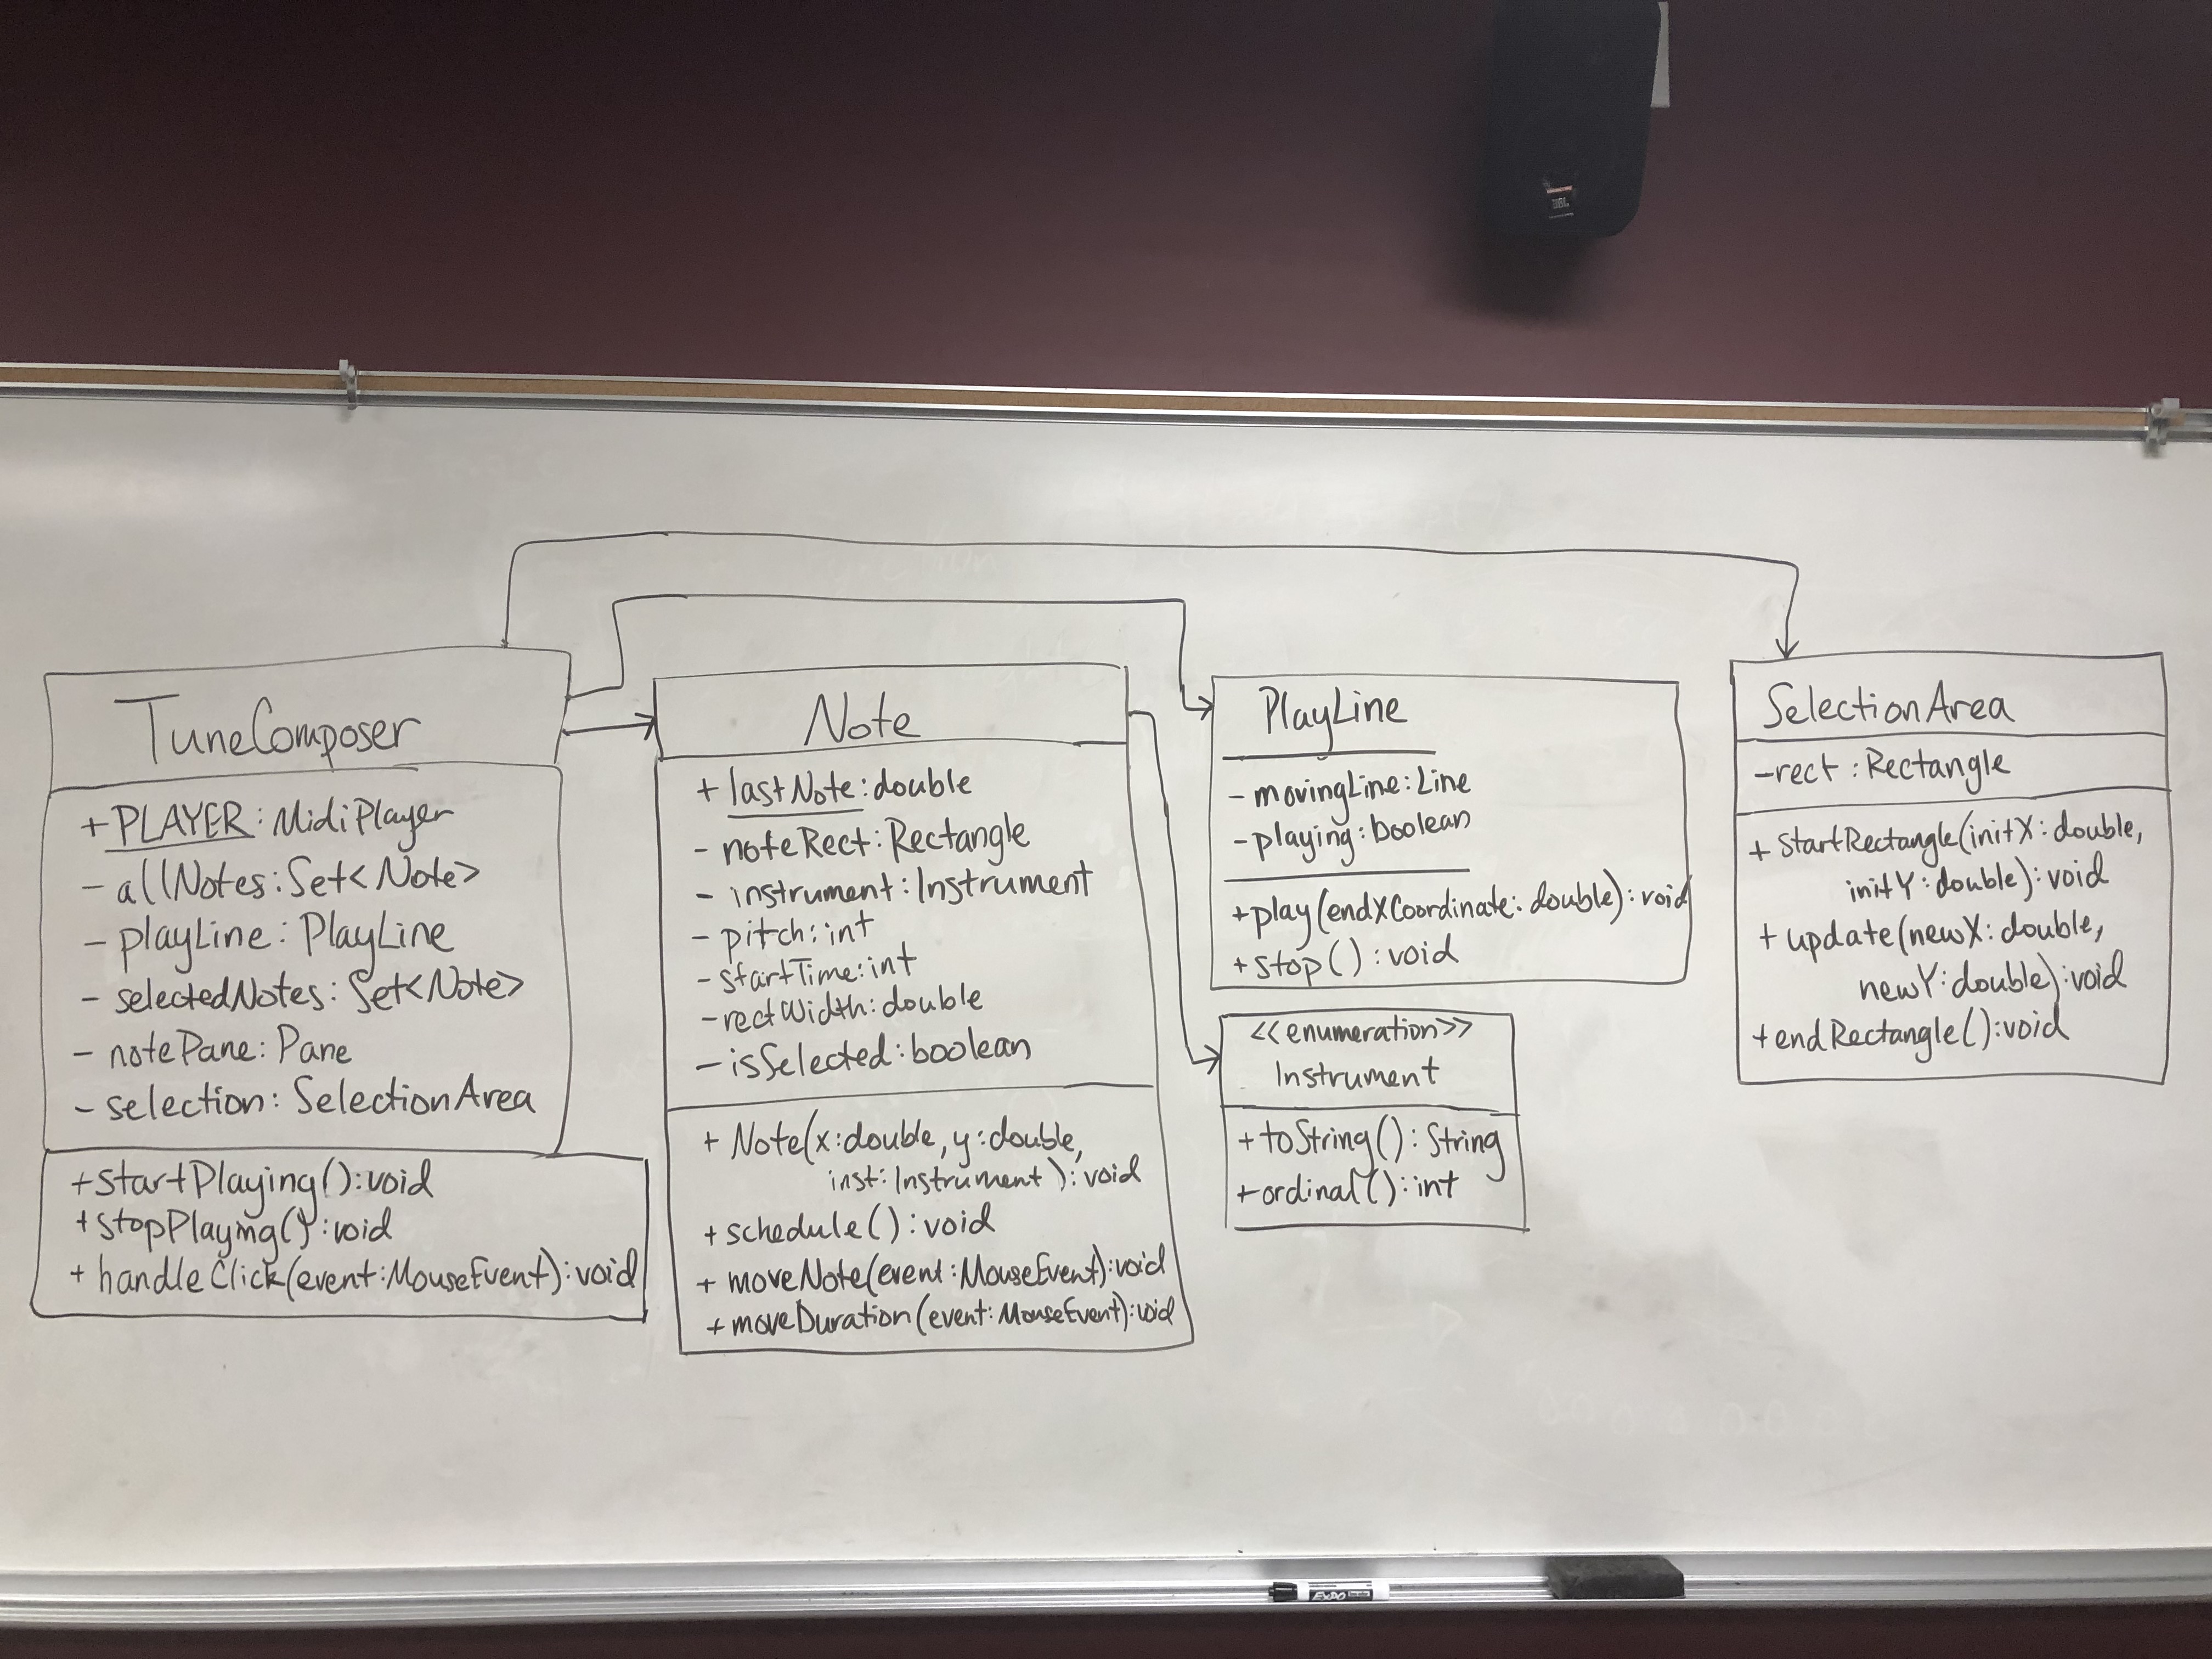 JBL
TuneComposer
+PLAYER: MidiPlayer
- allNotes: Set<Note>
- playLine: PlayLine
- selectedNotes: Set<Note>
- notePane: Pane
- selection: SelectionArea
+startPlaying():void
+stopPlaying():void
+ handleClick(event:MouseEvent):void
Note
+ lastNote:double
- noteRect:Rectangle
- instrument:Instrument
- pitch:int
- startTime:int
- rectWidth:double
- isSelected:boolean
+ Note(x:double, y:double,
inst:Instrument):void
+ schedule():void
+ moveNote(event:MouseEvent):void
+ moveDuration(event:MouseEvent):void
PlayLine
- movingLine:Line
- playing:boolean
+play(endXCoordinate:double):void
+stop():void
<<enumeration>>
Instrument
+toString():String
+ordinal():int
SelectionArea
-rect:Rectangle
+ startRectangle(initX:double,
initY:double):void
+ update(newX:double,
newY:double):void
+endRectangle():void
EXPO